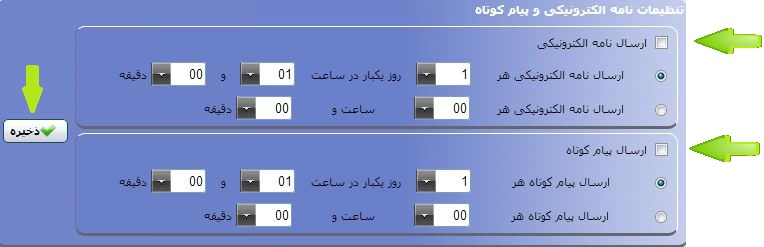 تنظیمات نامه الکترونیکی و پیام کوتاه
ارسال نامه الکترونیکی
ارسال نامه الکترونیکی هر 1 روز یکبار در ساعت 01 و 00 دقیقه
ارسال نامه الکترونیکی هر 00 ساعت و 00 دقیقه
ذخیره
ارسال پیام کوتاه
ارسال پیام کوتاه هر 1 روز یکبار در ساعت 01 و 00 دقیقه
ارسال پیام کوتاه هر 00 ساعت و 00 دقیقه